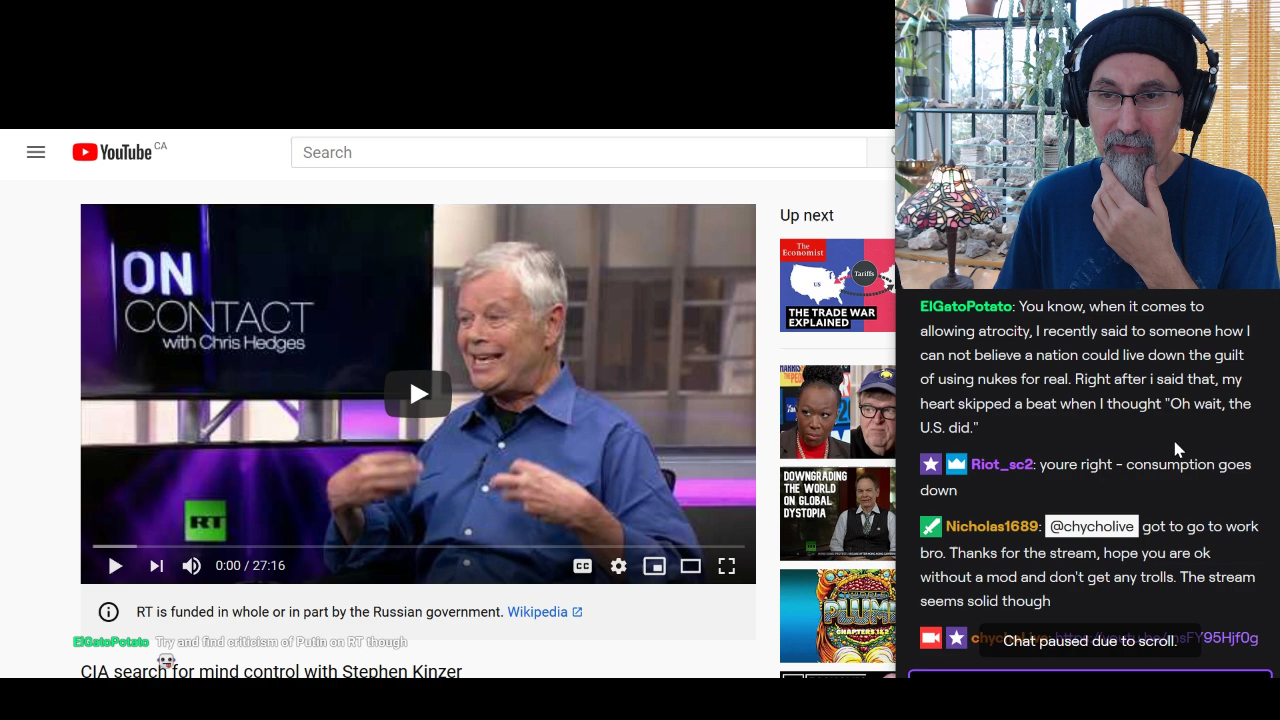 YouTube CA
Search
ON
CONTACT
with Chris Hedges
RT
0:00 / 27:16
CC
RT is funded in whole or in part by the Russian government. Wikipedia
ElGatoPotato Try and find criticism of Putin on RT though
CIA search for mind control with Stephen Kinzer
Up next
The
Economist
US
Tariffs
THE TRADE WAR
EXPLAINED
DOWNGRADING
THE WORLD
ON GLOBAL
DYSTOPIA
PLUM
CHAPTERS 1&2
ElGatoPotato: You know, when it comes to
allowing atrocity, I recently said to someone how I
can not believe a nation could live down the guilt
of using nukes for real. Right after i said that, my
heart skipped a beat when I thought "Oh wait, the
U.S. did."
Riot_sc2: youre right - consumption goes
down
Nicholas1689: @chycholive got to go to work
bro. Thanks for the stream, hope you are ok
without a mod and don't get any trolls. The stream
seems solid though
Chat paused due to scroll.